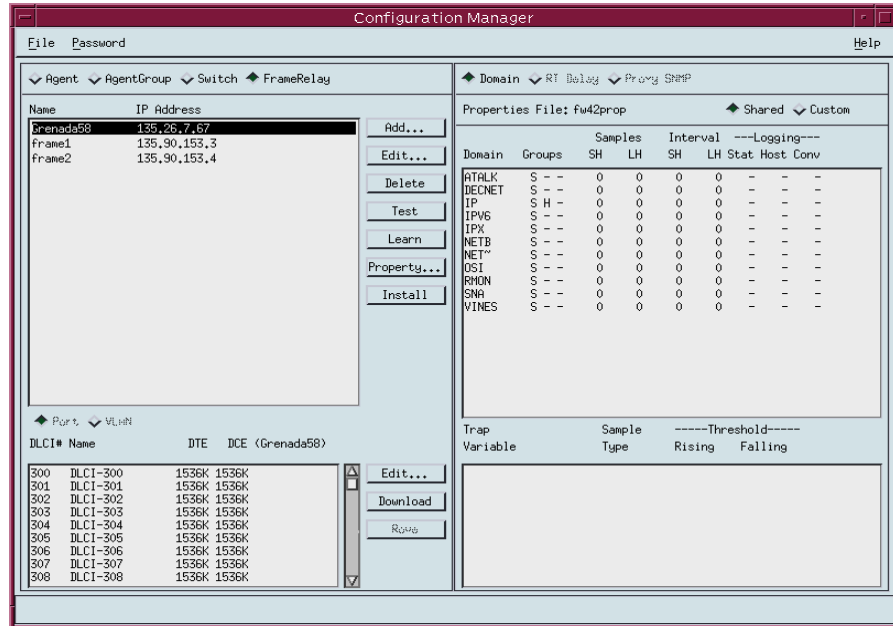 Configuration Manager
File Password Help
Agent AgentGroup Switch FrameRelay
Name IP Address
Grenada58 135.26.7.67
frame1 135.90.153.3
frame2 135.90.153.4
Add...
Edit...
Delete
Test
Learn
Property...
Install
Port VLAN
DLCI# Name DTE DCE (Grenada58)
300 DLCI-300 1536K 1536K
301 DLCI-301 1536K 1536K
302 DLCI-302 1536K 1536K
303 DLCI-303 1536K 1536K
304 DLCI-304 1536K 1536K
305 DLCI-305 1536K 1536K
306 DLCI-306 1536K 1536K
307 DLCI-307 1536K 1536K
308 DLCI-308 1536K 1536K
Edit...
Download
Rove
Domain RT Delay Proxy SNMP
Properties File: fw42prop Shared Custom
Samples Interval ---Logging---
Domain Groups SH LH SH LH Stat Host Conv
ATALK S - - 0 0 0 0 - - -
DECNET S - - 0 0 0 0 - - -
IP S H - 0 0 0 0 - - -
IPV6 S - - 0 0 0 0 - - -
IPX S - - 0 0 0 0 - - -
NETB S - - 0 0 0 0 - - -
NET~ S - - 0 0 0 0 - - -
OSI S - - 0 0 0 0 - - -
RMON S - - 0 0 0 0 - - -
SNA S - - 0 0 0 0 - - -
VINES S - - 0 0 0 0 - - -
Trap Sample -----Threshold-----
Variable Type Rising Falling